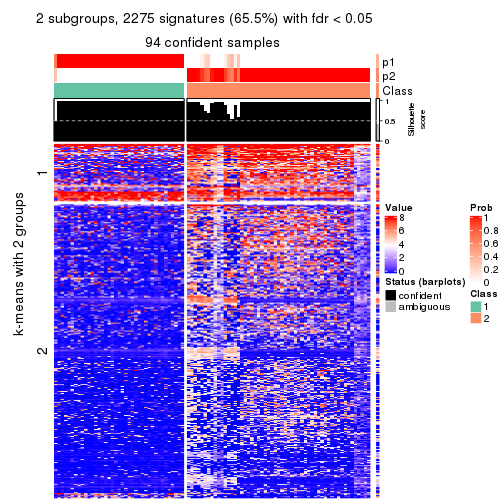 2 subgroups, 2275 signatures (65.5%) with fdr < 0.05
94 confident samples
p1
p2
Class
1
0.5
0
Silhouette
score
k-means with 2 groups
1
2
Value
8
6
4
2
0
Status (barplots)
confident
ambiguous
Prob
1
0.8
0.6
0.4
0.2
0
Class
1
2